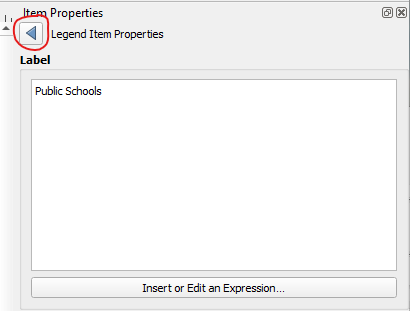 Item Properties
Legend Item Properties
Label
Public Schools
Insert or Edit an Expression...